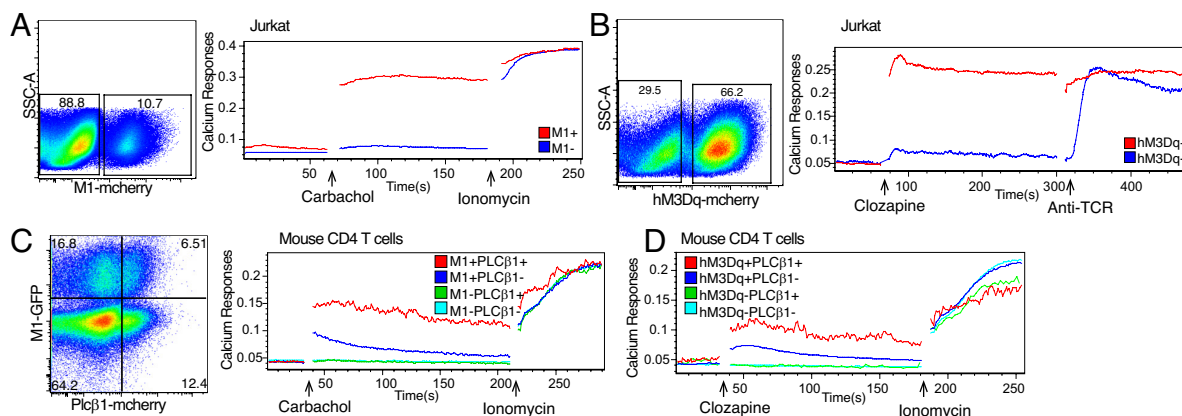 A
SSC-A
88.8
10.7
M1-mcherry
Jurkat
Calcium Responses
0.4
0.3
0.2
0.1
M1+
M1-
50
100
150
200
250
Time(s)
Carbachol
Ionomycin
B
SSC-A
29.5
66.2
hM3Dq-mcherry
Jurkat
Calcium Responses
0.25
0.20
0.15
0.10
0.05
hM3Dq-
hM3Dq-
100
200
300
400
Time(s)
Clozapine
Anti-TCR
C
M1-GFP
16.8
6.51
64.2
12.4
Plcβ1-mcherry
Mouse CD4 T cells
Calcium Responses
0.2
0.15
0.1
0.05
M1+PLCβ1+
M1+PLCβ1-
M1-PLCβ1+
M1-PLCβ1-
50
100
150
200
250
Time(s)
Carbachol
Ionomycin
D
Mouse CD4 T cells
Calcium Responses
0.2
0.15
0.1
0.05
hM3Dq+PLCβ1+
hM3Dq+PLCβ1-
hM3Dq-PLCβ1+
hM3Dq-PLCβ1-
50
100
150
200
250
Time(s)
Clozapine
Ionomycin